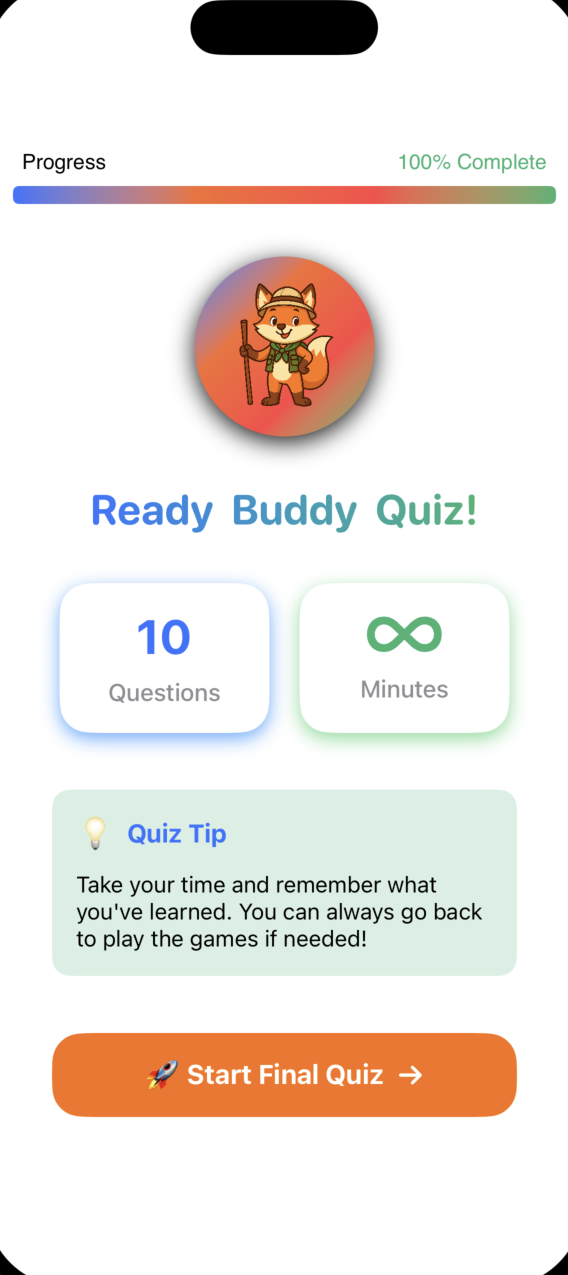 Progress
100% Complete
Ready Buddy Quiz!
10
Questions
∞
Minutes
💡 Quiz Tip
Take your time and remember what
you've learned. You can always go back
to play the games if needed!
🚀 Start Final Quiz →